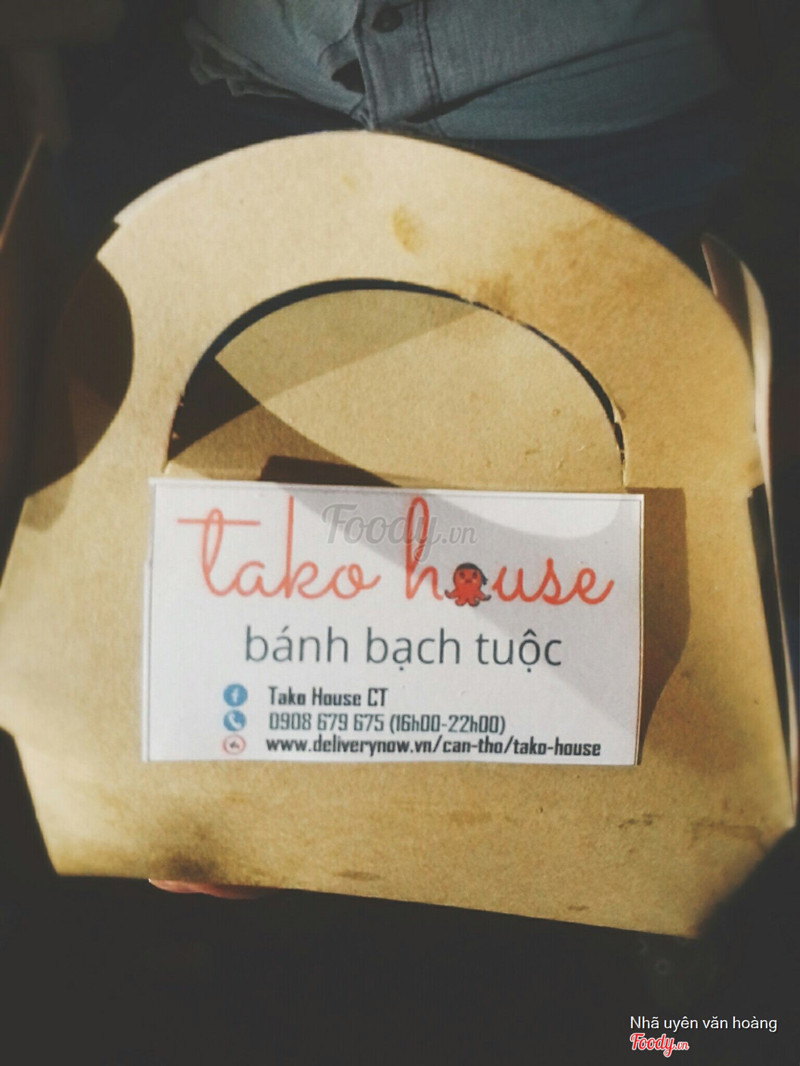 tako house
Foody.vn
bánh bạch tuộc
Tako House CT
0908 679 675 (16h00-22h00)
www.deliverynow.vn/can-tho/tako-house
Nhã uyên văn hoàng
Foody.vn